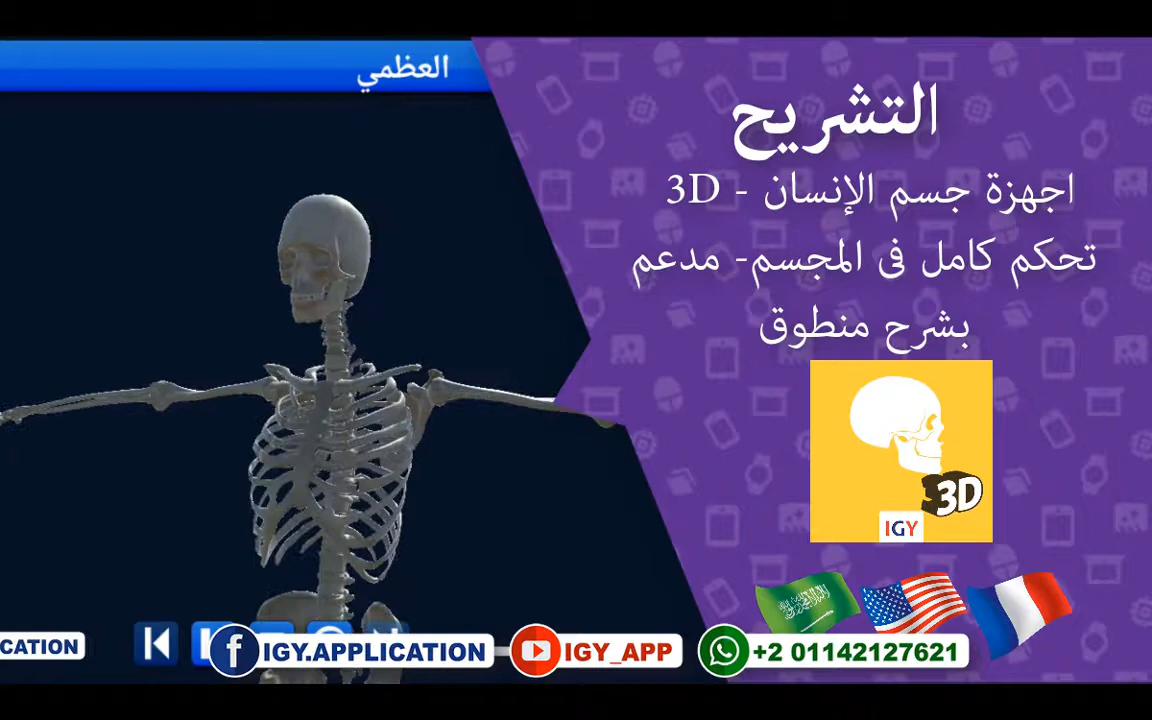 العظمي
التشريح
اجهزة جسم الإنسان - 3D
تحكم كامل فى المجسم- مدعم
بشرح منطوق
3D
IGY
CATION
IGY.APPLICATION
IGY_APP
+2 01142127621